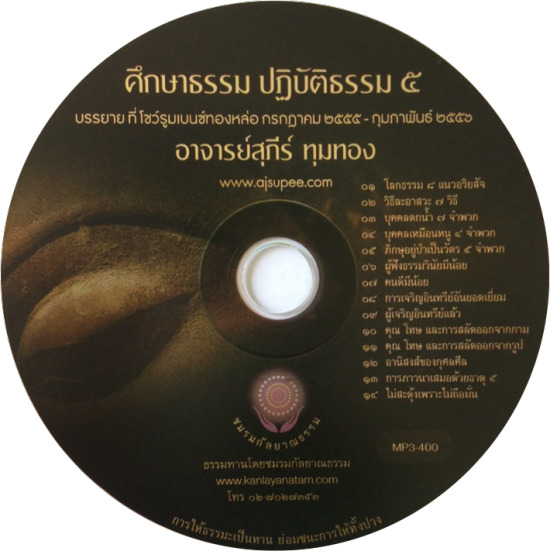 ศึกษาธรรม ปฏิบัติธรรม ๕
บรรยาย ที่ โชว์รูมเบนซ์ทองหล่อ กรกฎาคม ๒๕๕๕ - กุมภาพันธ์ ๒๕๕๖
อาจารย์สุภีร์ ทุมทอง
www.ajsupee.com
๐๑ โลกธรรม ๘ แนวอริยสัจ
๐๒ วิธีละอาสวะ ๗ วิธี
๐๓ บุคคลตกน้ำ ๗ จำพวก
๐๔ บุคคลเหมือนหนู ๔ จำพวก
๐๕ ภิกษุอยู่ป่าเป็นวัตร ๕ จำพวก
๐๖ ผู้ฟังธรรมวินัยมีน้อย
๐๗ คนดีมีน้อย
๐๘ การเจริญอินทรีย์อันยอดเยี่ยม
๐๙ ผู้เจริญอินทรีย์แล้ว
๑๐ คุณ โทษ และการสลัดออกจากกาม
๑๑ คุณ โทษ และการสลัดออกจากรูป
๑๒ อานิสงส์ของกุศลศีล
๑๓ การภาวนาเสมอด้วยธาตุ ๕
๑๔ ไม่สะดุ้งเพราะไม่ถือมั่น
ชมรมกัลยาณธรรม
MP3-400
ธรรมทานโดยชมรมกัลยาณธรรม
www.kanlayanatam.com
โทร ๐๒-๗๐๒๗๓๕๓
การให้ธรรมะเป็นทาน ย่อมชนะการให้ทั้งปวง